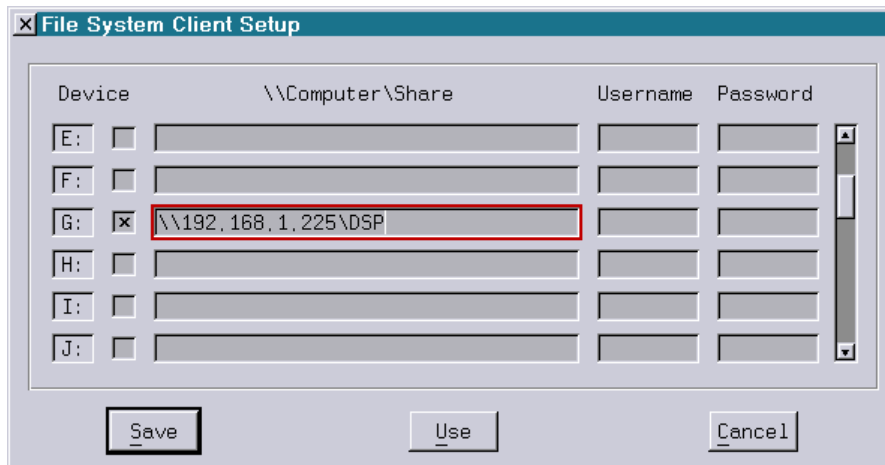 File System Client Setup
Device \\Computer\Share Username Password
E:
F:
G: \\192.168.1.225\DSP
H:
I:
J:
Save Use Cancel